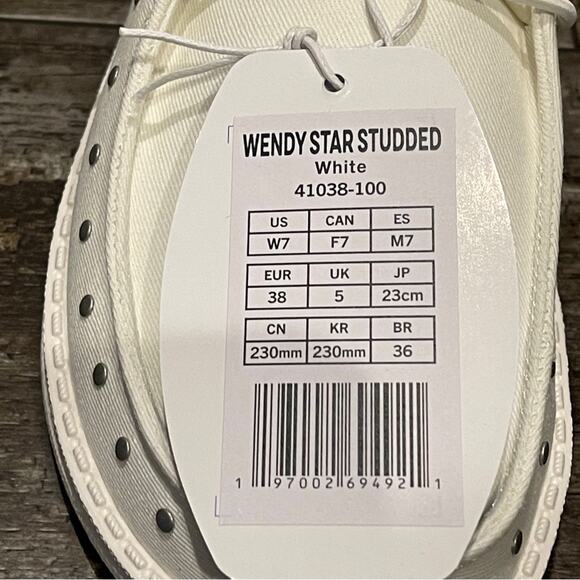 WENDY STAR STUDDED
White
41038-100
US CAN ES
W7 F7 M7
EUR UK JP
38 5 23cm
CN KR BR
230mm 230mm 36
1 97002 69492 1